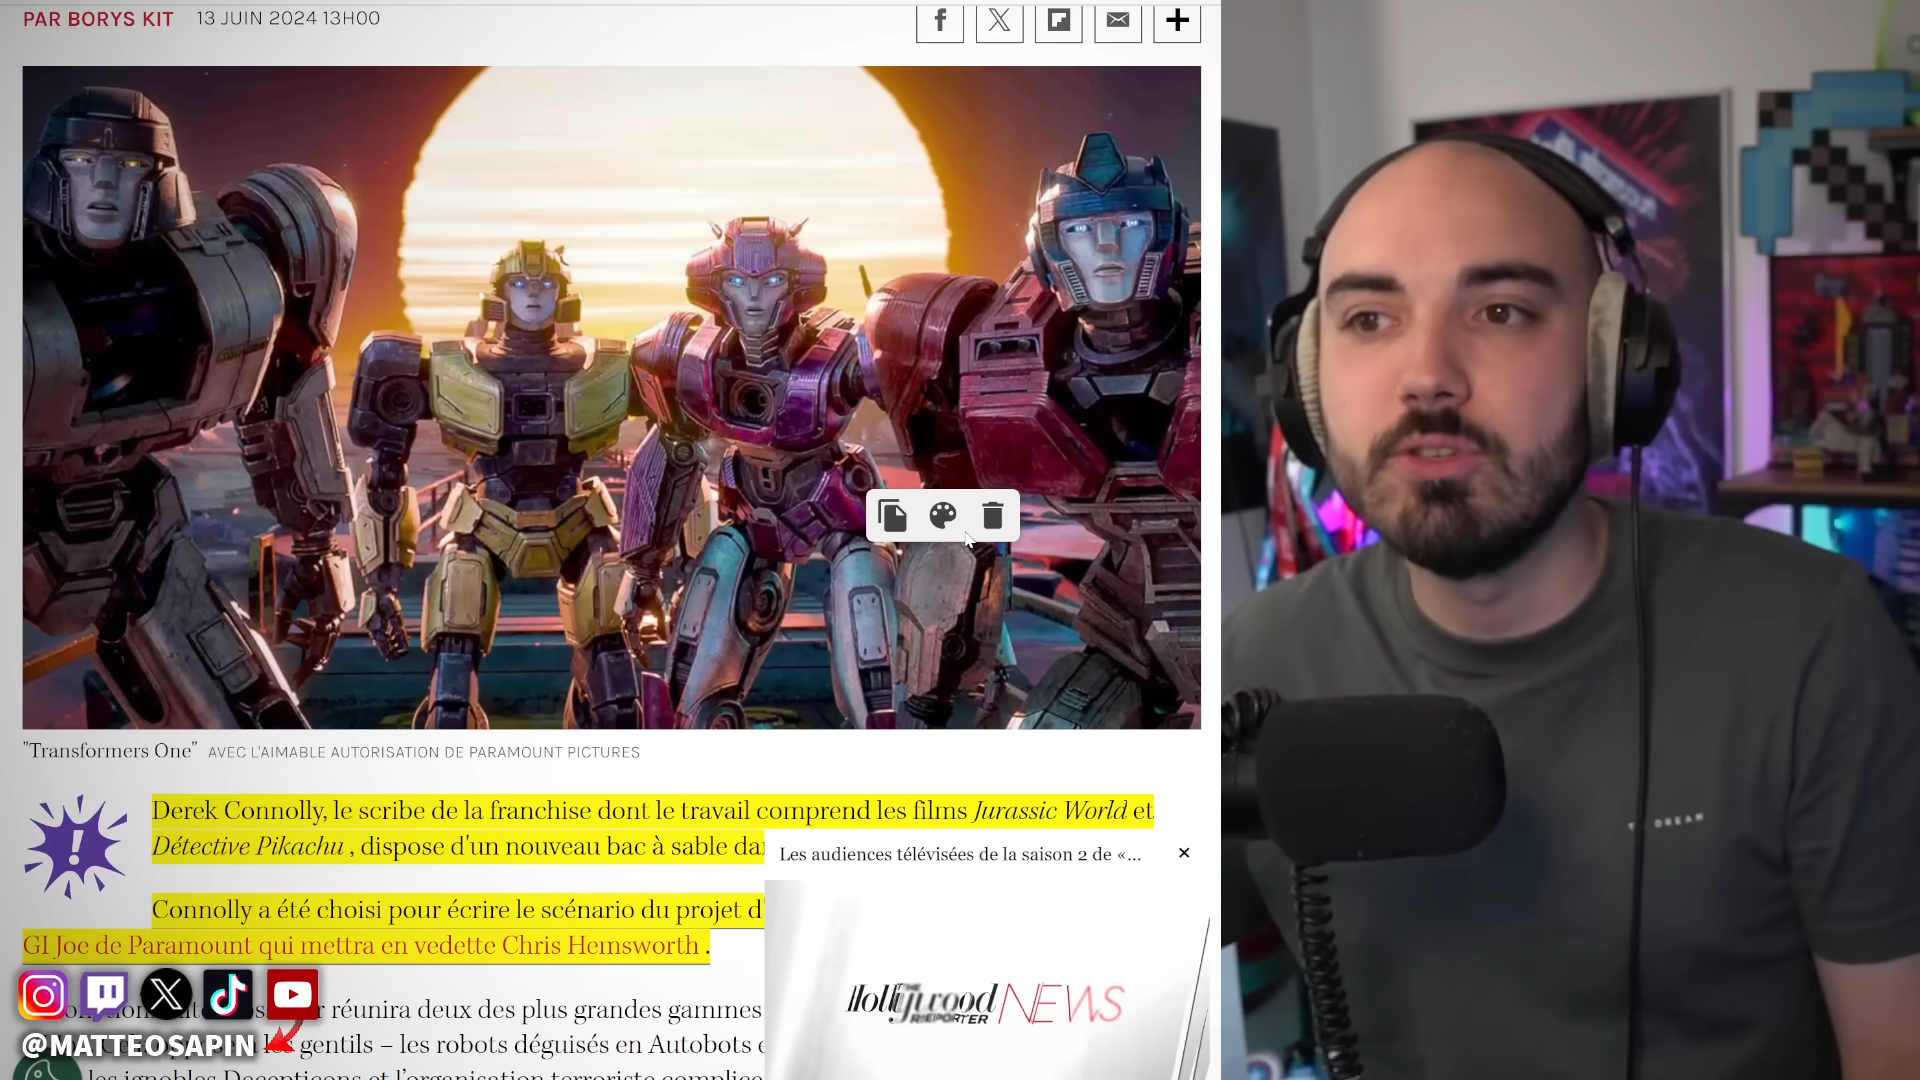 PAR BORYS KIT 13 JUIN 2024 13H00
"Transformers One" AVEC L'AIMABLE AUTORISATION DE PARAMOUNT PICTURES
Derek Connolly, le scribe de la franchise dont le travail comprend les films Jurassic World et
Détective Pikachu , dispose d'un nouveau bac à sable da
Connolly a été choisi pour écrire le scénario du projet d'
GI Joe de Paramount qui mettra en vedette Chris Hemsworth .
réunira deux des plus grandes gammes
gentils – les robots déguisés en Autobots e
les ignobles Decepticons et l'organisation terroriste complice
Les audiences télévisées de la saison 2 de «...
The Hollywood Reporter NEWS
@MATTEOSAPIN
DREAM